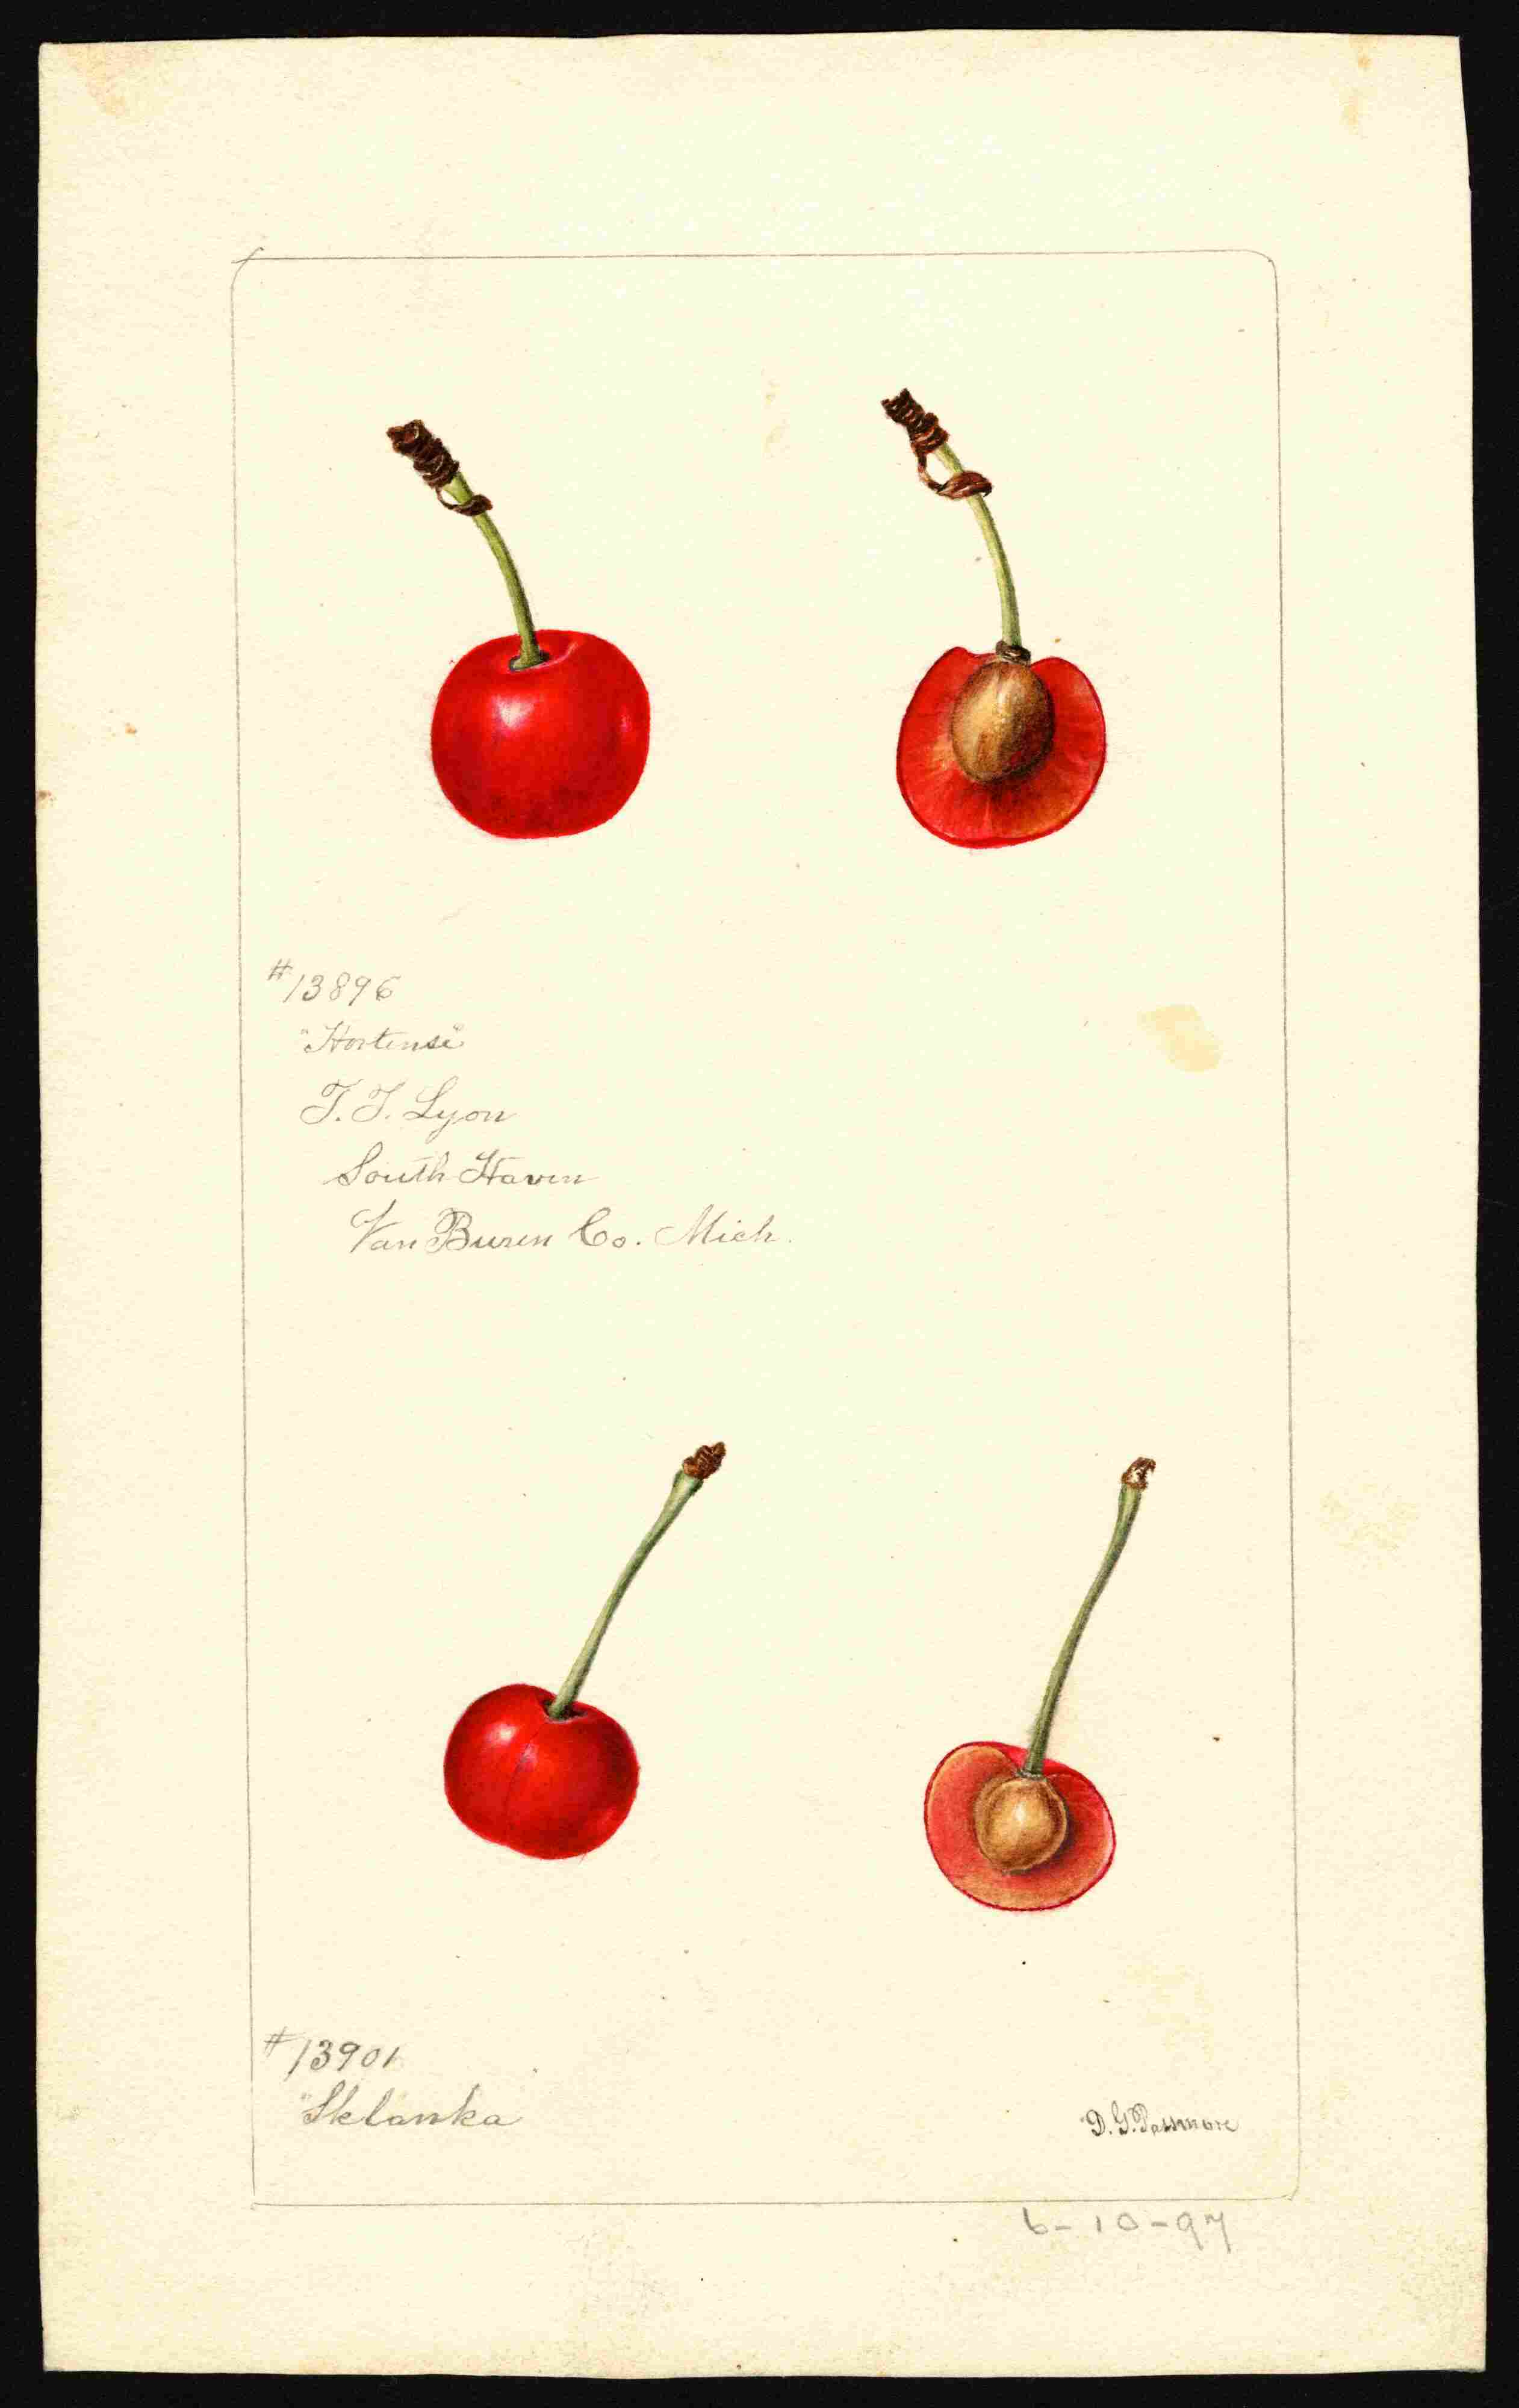 #13896
"Hortense"
T. T. Lyon
South Haven
Van Buren Co. Mich.
#13901
"Sklanka
D. G. Passmore
6-10-97